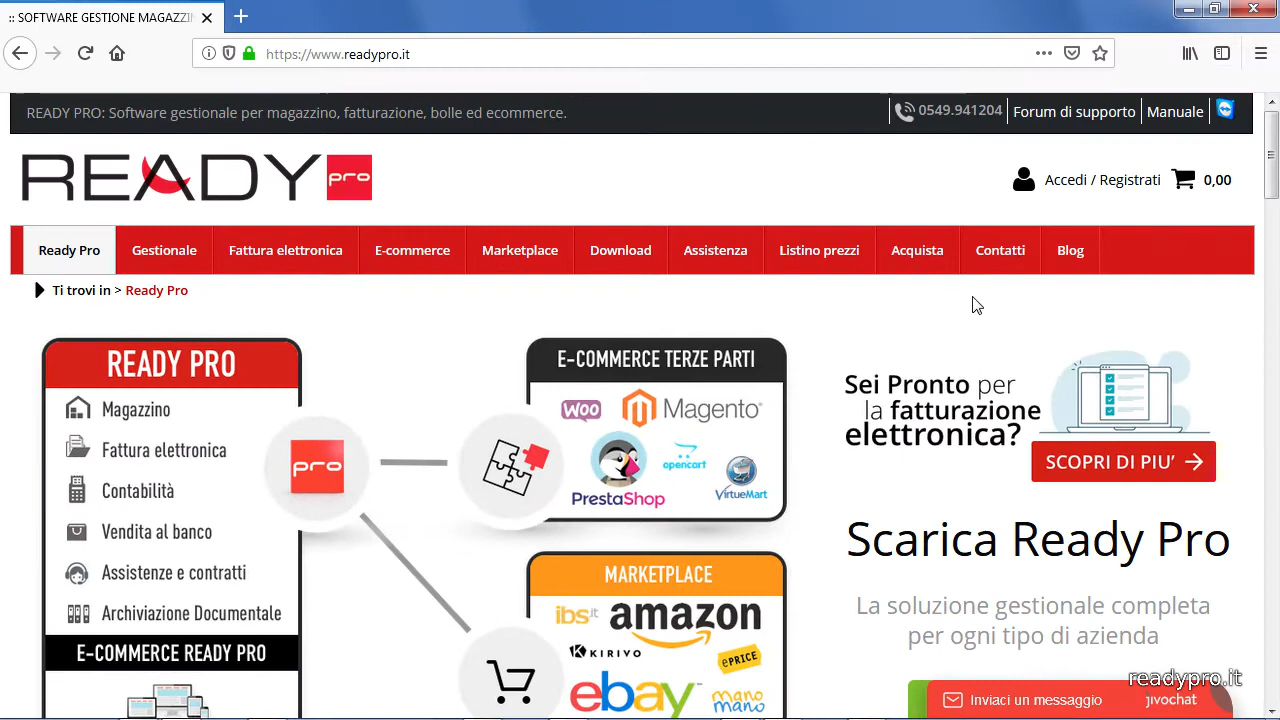 :: SOFTWARE GESTIONE MAGAZZI
https://www.readypro.it
READY PRO: Software gestionale per magazzino, fatturazione, bolle ed ecommerce.
0549.941204
Forum di supporto
Manuale
READY pro
Accedi / Registrati
0,00
Ready Pro
Gestionale
Fattura elettronica
E-commerce
Marketplace
Download
Assistenza
Listino prezzi
Acquista
Contatti
Blog
Ti trovi in > Ready Pro
READY PRO
Magazzino
Fattura elettronica
Contabilità
Vendita al banco
Assistenze e contratti
Archiviazione Documentale
E-COMMERCE READY PRO
pro
E-COMMERCE TERZE PARTI
WOO
Magento
opencart
PrestaShop
VirtueMart
MARKETPLACE
ibs.it
amazon
KIRIVO
ePRICE
ebay
mano
mano
Sei Pronto per
la fatturazione
elettronica?
SCOPRI DI PIU’
Scarica Ready Pro
La soluzione gestionale completa
per ogni tipo di azienda
readypro.it
Inviaci un messaggio
jivochat